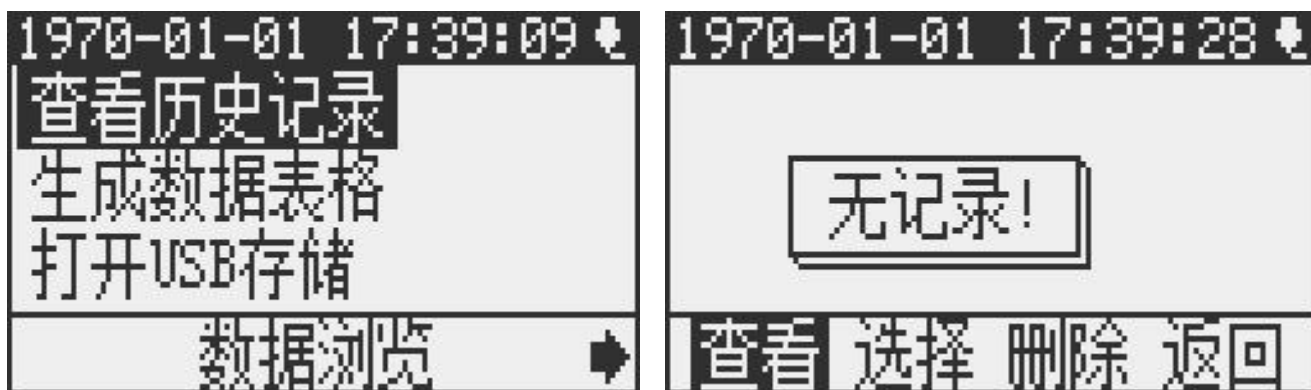 1970-01-01 17:39:09
查看历史记录
生成数据表格
打开USB存储
数据浏览
1970-01-01 17:39:28
无记录!
查看 选择 删除 返回